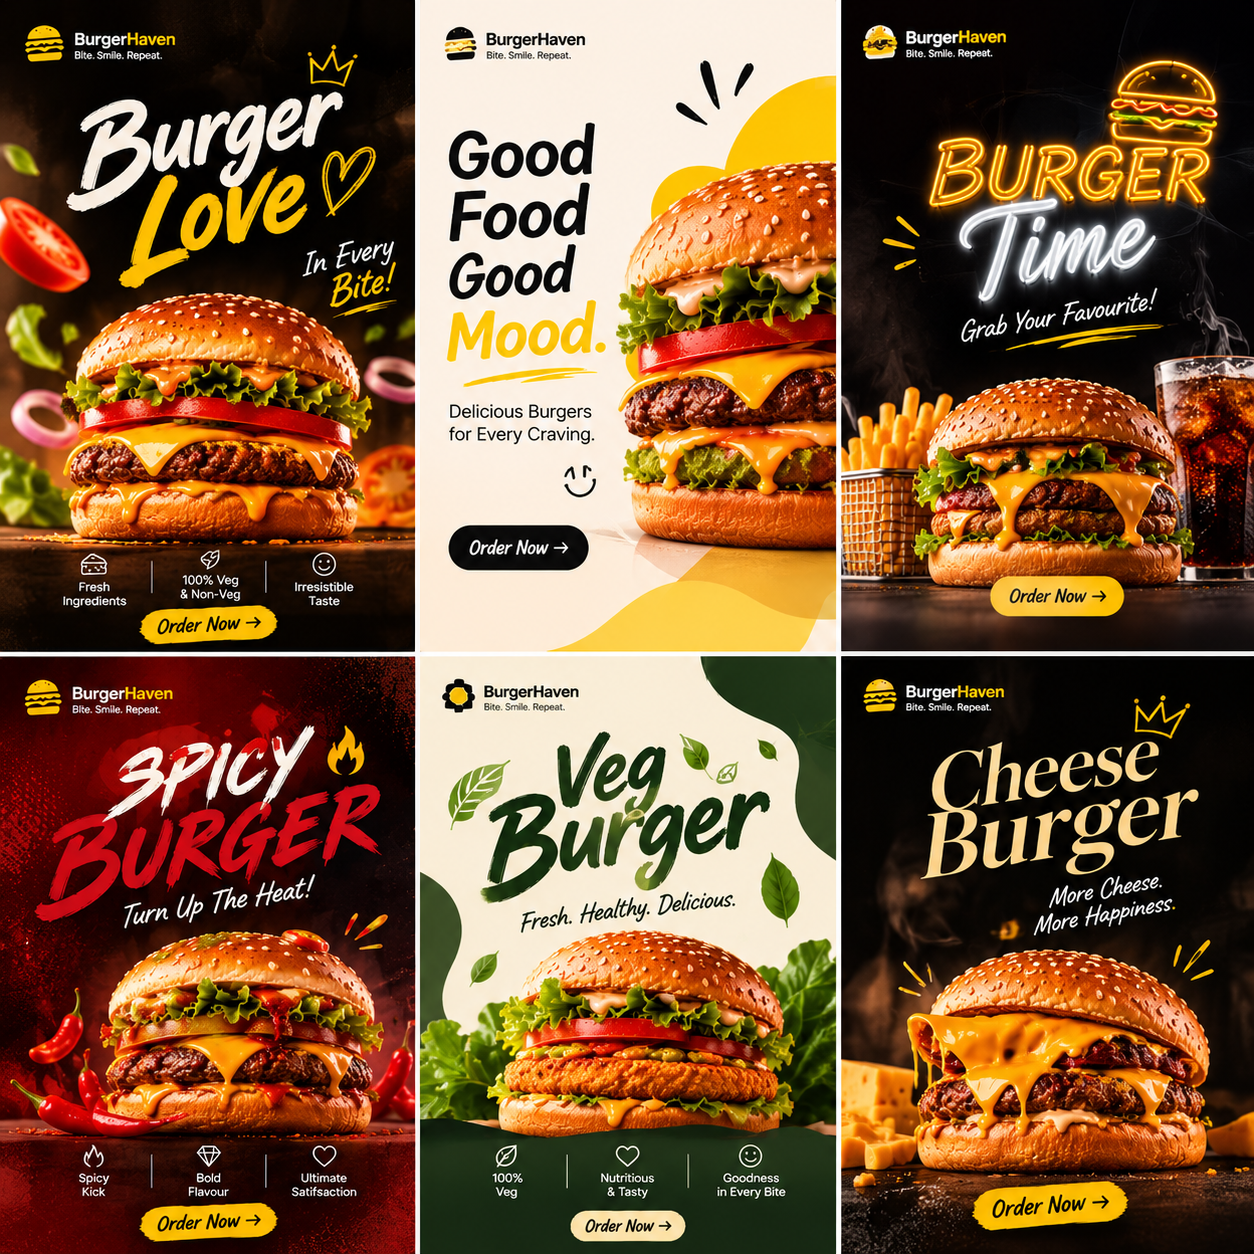 BurgerHaven
Bite. Smile. Repeat.
Burger
Love
In Every
Bite!
Fresh
Ingredients
100% Veg
& Non-Veg
Irresistible
Taste
Order Now →
BurgerHaven
Bite. Smile. Repeat.
Good
Food
Good
Mood.
Delicious Burgers
for Every Craving.
Order Now →
BurgerHaven
Bite. Smile. Repeat.
BURGER
Time
Grab Your Favourite!
Order Now →
BurgerHaven
Bite. Smile. Repeat.
SPICY
BURGER
Turn Up The Heat!
Spicy
Kick
Bold
Flavour
Ultimate
Satifsaction
Order Now →
BurgerHaven
Bite. Smile. Repeat.
Veg
Burger
Fresh. Healthy. Delicious.
100%
Veg
Nutritious
& Tasty
Goodness
in Every Bite
Order Now →
BurgerHaven
Bite. Smile. Repeat.
Cheese
Burger
More Cheese.
More Happiness.
Order Now →